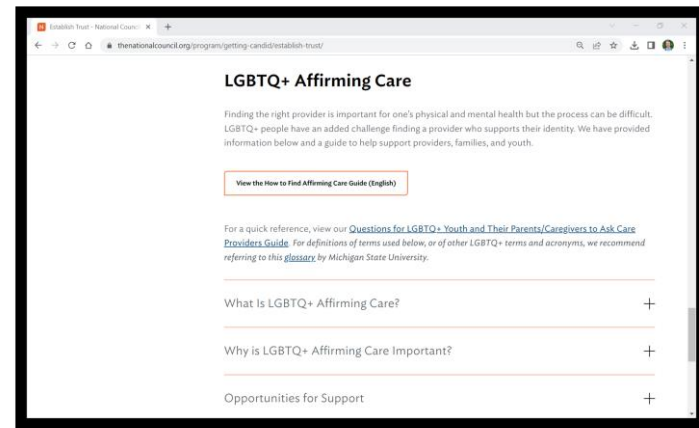 Establish Trust - National Counc
thenationalcouncil.org/program/getting-candid/establish-trust/
LGBTQ+ Affirming Care
Finding the right provider is important for one's physical and mental health but the process can be difficult.
LGBTQ+ people have an added challenge finding a provider who supports their identity. We have provided
information below and a guide to help support providers, families, and youth.
View the How to Find Affirming Care Guide (English)
For a quick reference, view our Questions for LGBTQ+ Youth and Their Parents/Caregivers to Ask Care
Providers Guide. For definitions of terms used below, or of other LGBTQ+ terms and acronyms, we recommend
referring to this glossary by Michigan State University.
What Is LGBTQ+ Affirming Care?
Why is LGBTQ+ Affirming Care Important?
Opportunities for Support